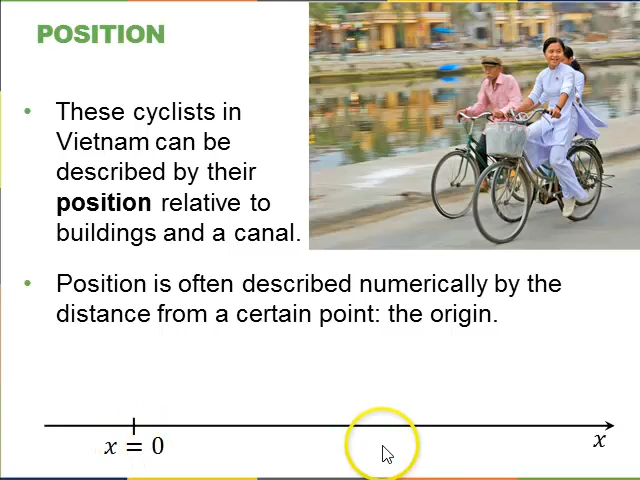 POSITION
• These cyclists in
Vietnam can be
described by their
position relative to
buildings and a canal.
• Position is often described numerically by the
distance from a certain point: the origin.
x = 0
x